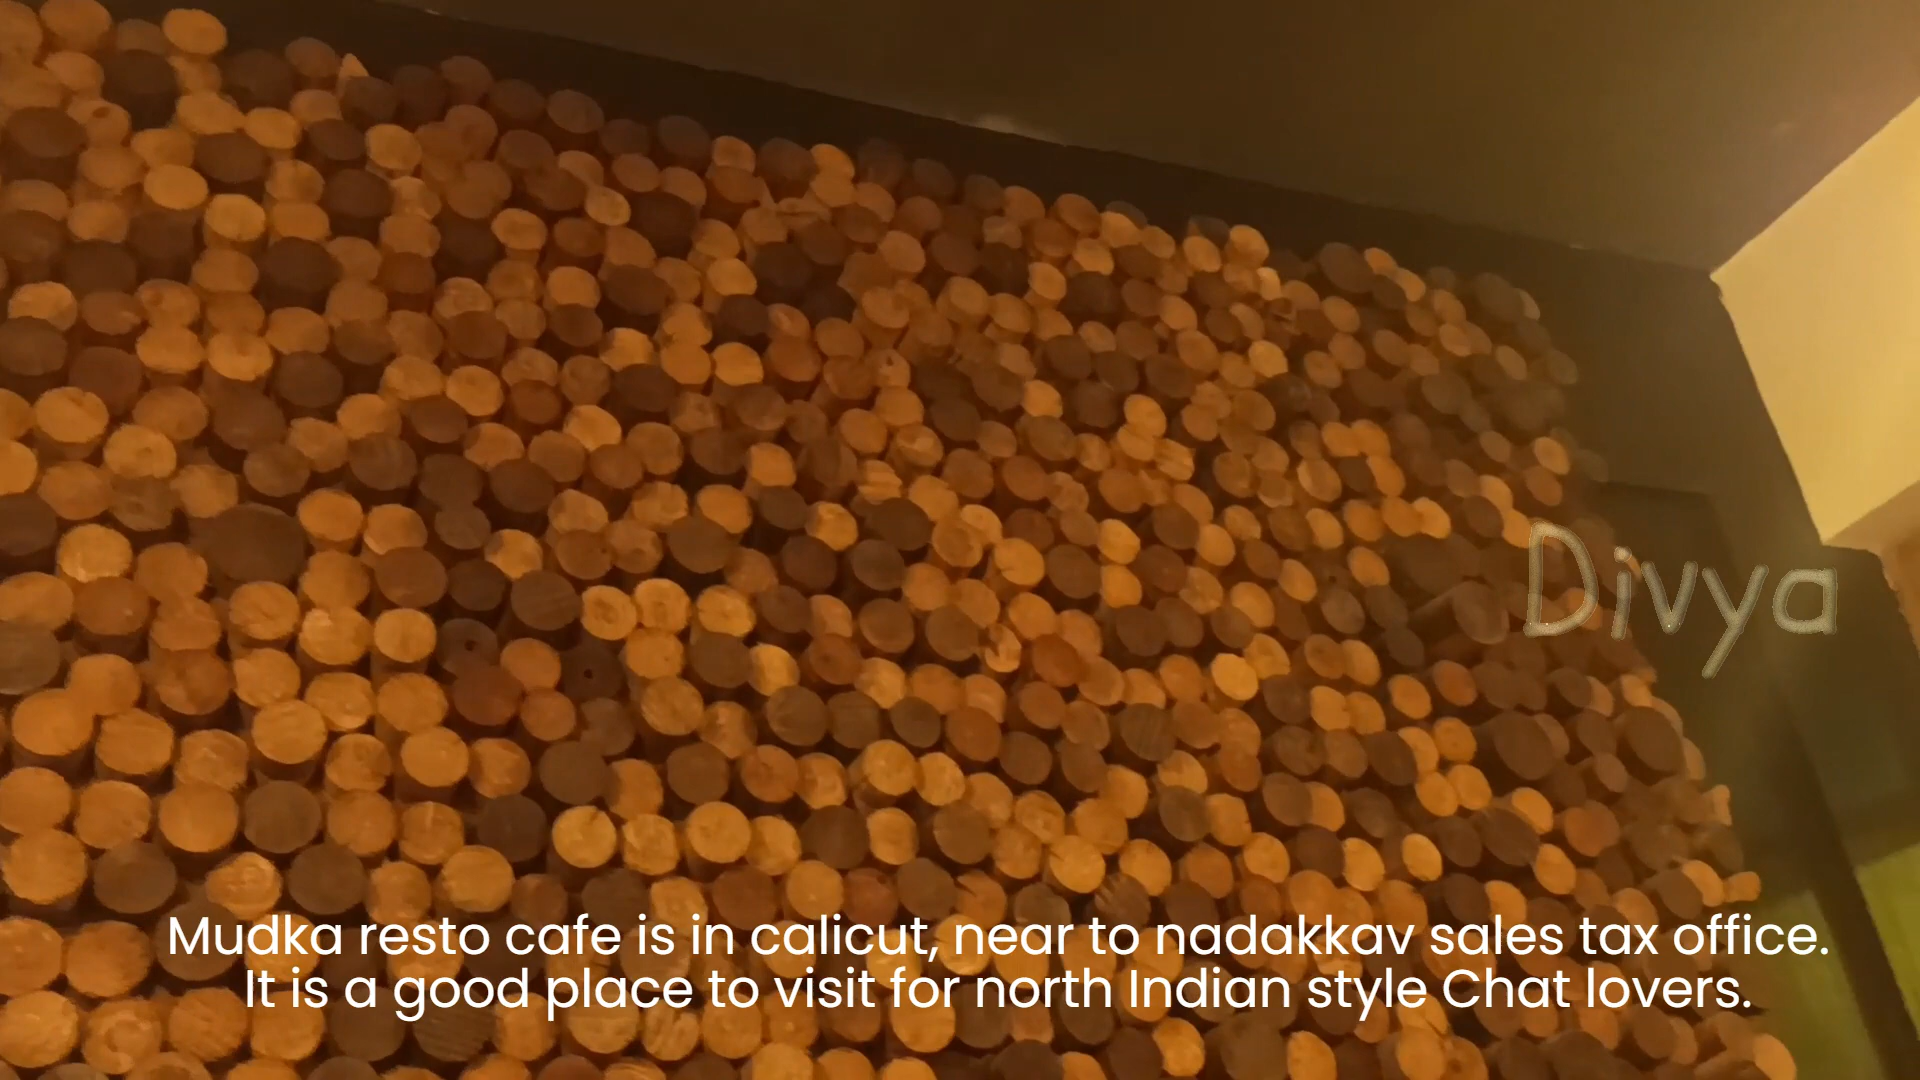 Divya
Mudka resto cafe is in calicut, near to nadakkav sales tax office.
It is a good place to visit for north Indian style Chat lovers.